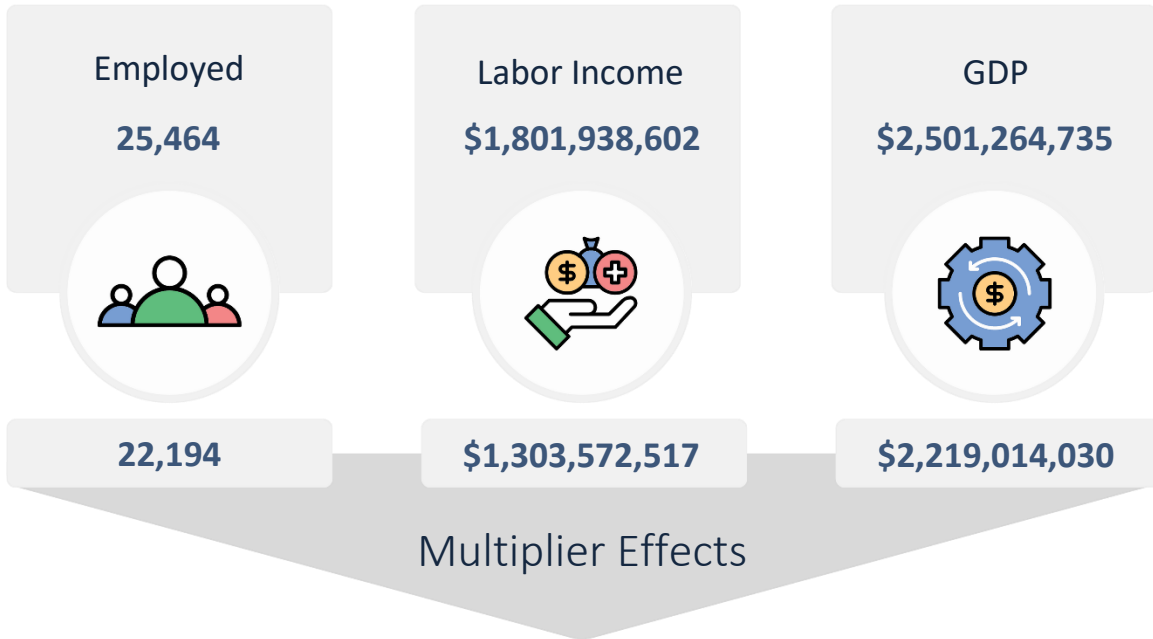 Employed
25,464
Labor Income
$1,801,938,602
GDP
$2,501,264,735
$
$
22,194
$1,303,572,517
$2,219,014,030
Multiplier Effects